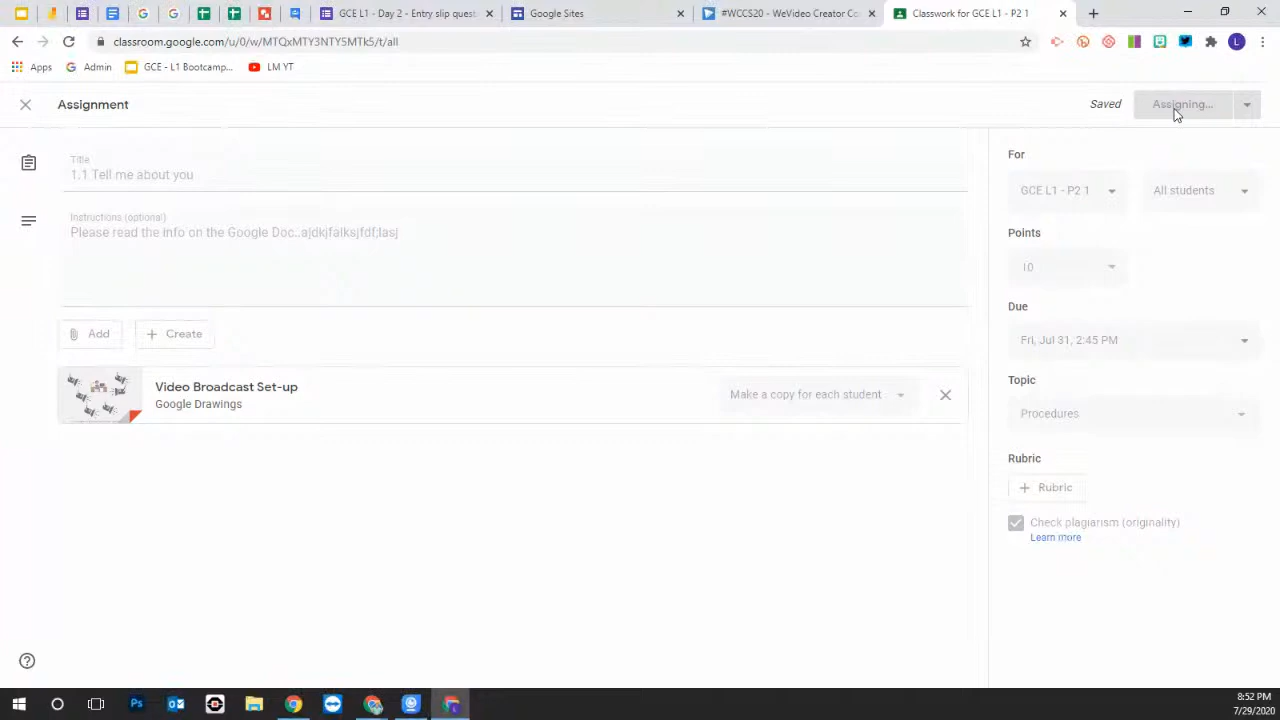 GCE L1 - Day 2 - Entry slip quest
Google Sites
#WCCS20 - WeVideo Creator Co
Classwork for GCE L1 - P2 1
classroom.google.com/u/0/w/MTQxMTY3NTY5MTk5/t/all
Apps
Admin
GCE - L1 Bootcamp...
LM YT
Assignment
Saved
Assigning...
Title
1.1 Tell me about you
Instructions (optional)
Please read the info on the Google Doc..ajdkjfalksjfdf;lasj
Add
Create
Video Broadcast Set-up
Google Drawings
Make a copy for each student
For
GCE L1 - P2 1
All students
Points
10
Due
Fri, Jul 31, 2:45 PM
Topic
Procedures
Rubric
Rubric
Check plagiarism (originality)
Learn more
8:52 PM
7/29/2020